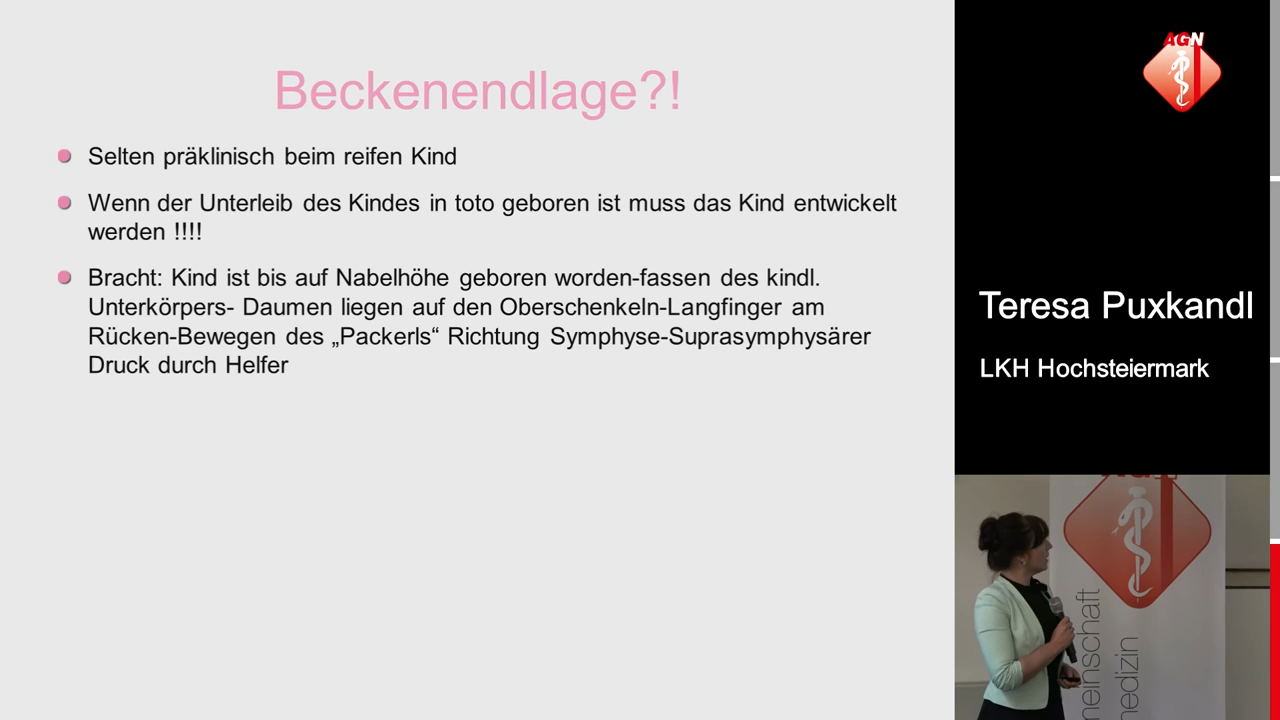 Beckenendlage?!
Selten präklinisch beim reifen Kind
Wenn der Unterleib des Kindes in toto geboren ist muss das Kind entwickelt
werden !!!!
Bracht: Kind ist bis auf Nabelhöhe geboren worden-fassen des kindl.
Unterkörpers- Daumen liegen auf den Oberschenkeln-Langfinger am
Rücken-Bewegen des „Packerls“ Richtung Symphyse-Suprasymphysärer
Druck durch Helfer
AGN
Teresa Puxkandl
LKH Hochsteiermark
meinschaft
medizin